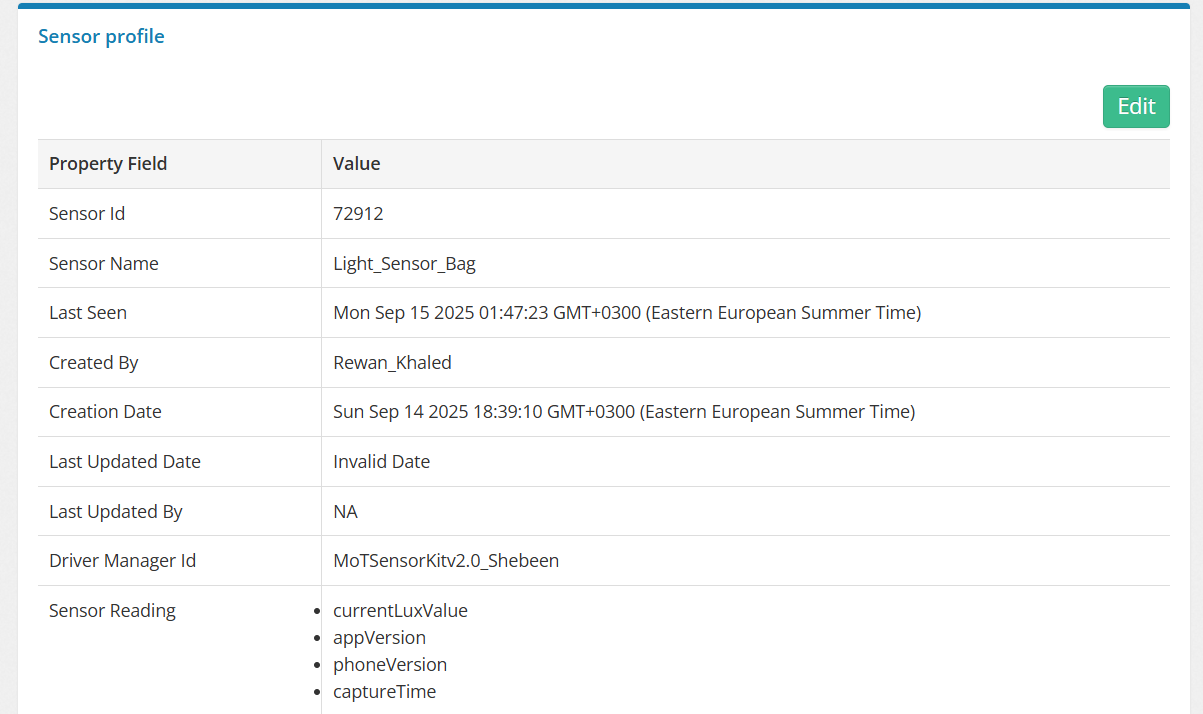 Sensor profile
Edit
Property Field Value
Sensor Id 72912
Sensor Name Light_Sensor_Bag
Last Seen Mon Sep 15 2025 01:47:23 GMT+0300 (Eastern European Summer Time)
Created By Rewan_Khaled
Creation Date Sun Sep 14 2025 18:39:10 GMT+0300 (Eastern European Summer Time)
Last Updated Date Invalid Date
Last Updated By NA
Driver Manager Id MoTSensorKitv2.0_Shebeen
Sensor Reading • currentLuxValue
• appVersion
• phoneVersion
• captureTime